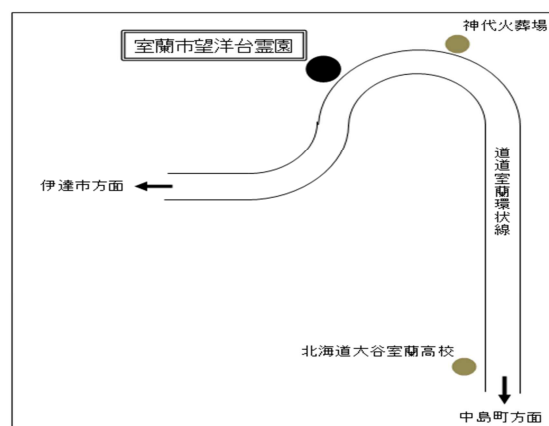 神代火葬場
室蘭市望洋台霊園
伊達市方面
道道室蘭環状線
北海道大谷室蘭高校
中島町方面